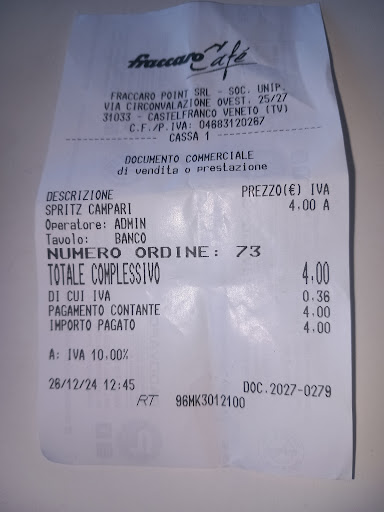 Fraccaro Café
FRACCARO POINT SRL - SOC. UNIP.
VIA CIRCONVALAZIONE OVEST, 25/27
31033 - CASTELFRANCO VENETO (TV)
C.F./P.IVA: 04883120267
CASSA 1
DOCUMENTO COMMERCIALE
di vendita o prestazione
DESCRIZIONE PREZZO(€) IVA
SPRITZ CAMPARI 4,00 A
Operatore: ADMIN
Tavolo: BANCO
NUMERO ORDINE: 73
TOTALE COMPLESSIVO 4,00
DI CUI IVA 0,36
PAGAMENTO CONTANTE 4,00
IMPORTO PAGATO 4,00
A: IVA 10,00%
26/12/24 12:45 DOC.2027-0279
RT 96MK3012100